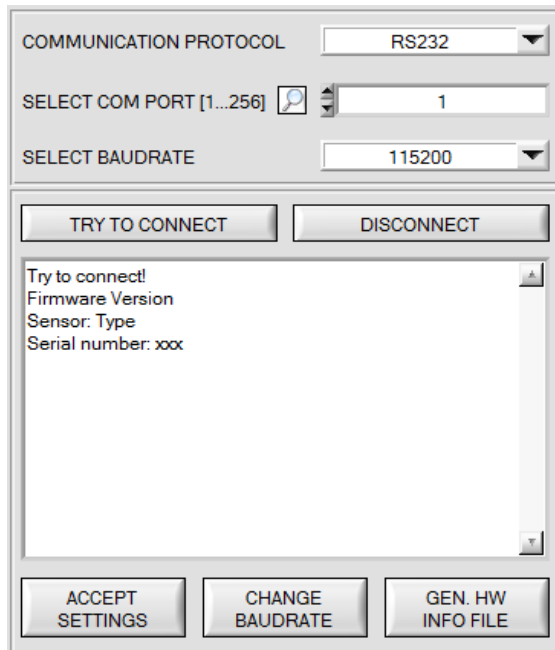 COMMUNICATION PROTOCOL RS232
SELECT COM PORT [1...256] 1
SELECT BAUDRATE 115200
TRY TO CONNECT DISCONNECT
Try to connect!
Firmware Version
Sensor: Type
Serial number: xxx
ACCEPT SETTINGS
CHANGE BAUDRATE
GEN. HW INFO FILE